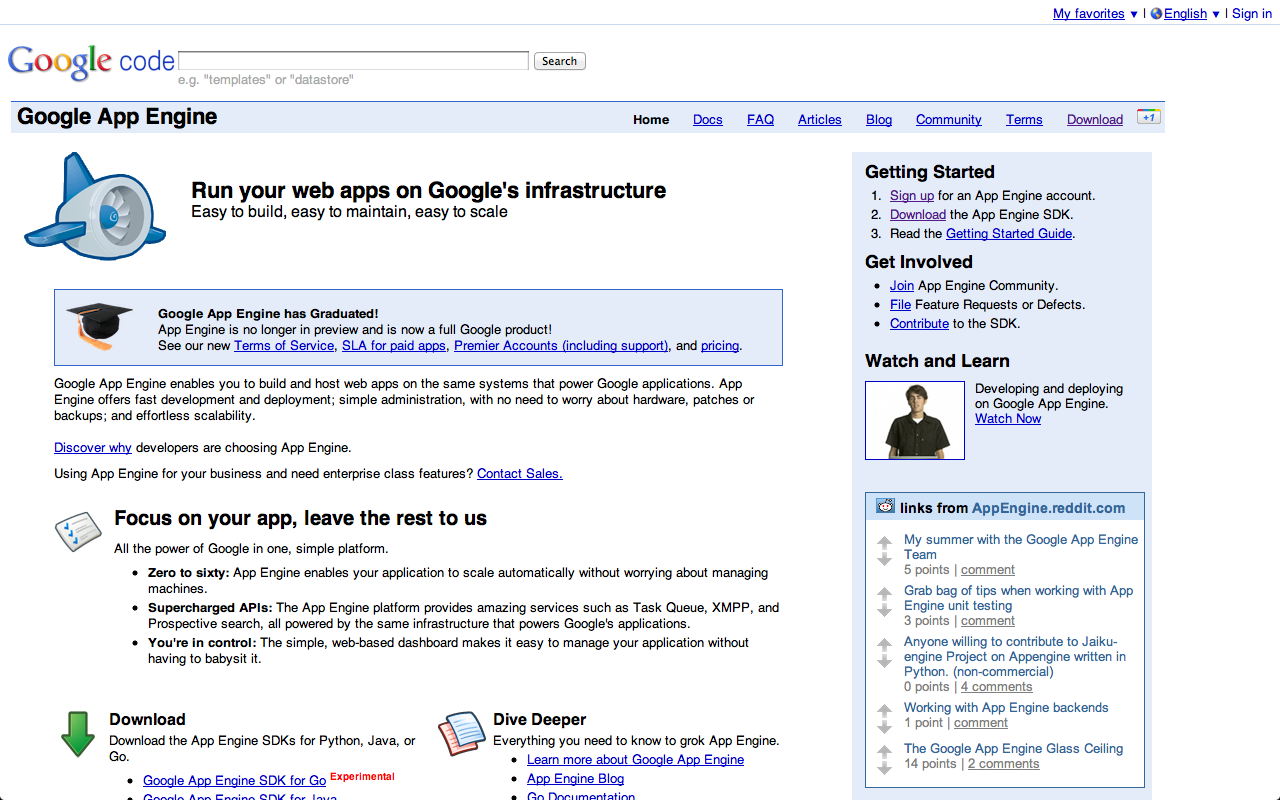 My favorites ▼ | English ▼ | Sign in
Google code
Search
e.g. "templates" or "datastore"
Google App Engine
Home Docs FAQ Articles Blog Community Terms Download +1
Run your web apps on Google's infrastructure
Easy to build, easy to maintain, easy to scale
Google App Engine has Graduated!
App Engine is no longer in preview and is now a full Google product!
See our new Terms of Service, SLA for paid apps, Premier Accounts (including support), and pricing.
Google App Engine enables you to build and host web apps on the same systems that power Google applications. App
Engine offers fast development and deployment; simple administration, with no need to worry about hardware, patches or
backups; and effortless scalability.
Discover why developers are choosing App Engine.
Using App Engine for your business and need enterprise class features? Contact Sales.
Focus on your app, leave the rest to us
All the power of Google in one, simple platform.
• Zero to sixty: App Engine enables your application to scale automatically without worrying about managing
machines.
• Supercharged APIs: The App Engine platform provides amazing services such as Task Queue, XMPP, and
Prospective search, all powered by the same infrastructure that powers Google's applications.
• You're in control: The simple, web-based dashboard makes it easy to manage your application without
having to babysit it.
Download
Download the App Engine SDKs for Python, Java, or
Go.
• Google App Engine SDK for Go Experimental
• Google App Engine SDK for Java
Dive Deeper
Everything you need to know to grok App Engine.
• Learn more about Google App Engine
• App Engine Blog
• Go Documentation
Getting Started
1. Sign up for an App Engine account.
2. Download the App Engine SDK.
3. Read the Getting Started Guide.
Get Involved
• Join App Engine Community.
• File Feature Requests or Defects.
• Contribute to the SDK.
Watch and Learn
Developing and deploying
on Google App Engine.
Watch Now
links from AppEngine.reddit.com
My summer with the Google App Engine
Team
5 points | comment
Grab bag of tips when working with App
Engine unit testing
3 points | comment
Anyone willing to contribute to Jaiku-
engine Project on Appengine written in
Python. (non-commercial)
0 points | 4 comments
Working with App Engine backends
1 point | comment
The Google App Engine Glass Ceiling
14 points | 2 comments